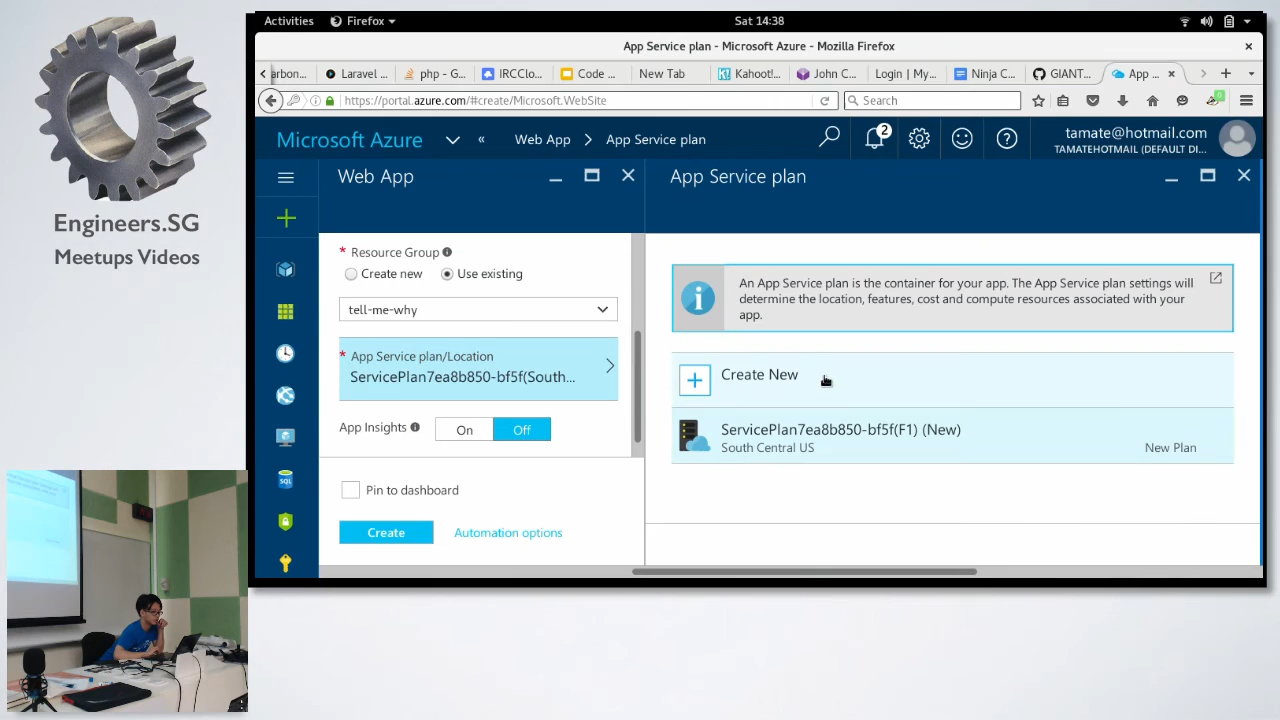 Engineers.SG
Meetups Videos
Activities Firefox Sat 14:38
App Service plan - Microsoft Azure - Mozilla Firefox
arbon... Laravel ... php - G... IRCClo... Code ... New Tab Kahoot!... John C... Login | My... Ninja C... GIANT... App ...
https://portal.azure.com/#create/Microsoft.WebSite Search 0
Microsoft Azure « Web App > App Service plan 2 tamate@hotmail.com
TAMATEHOTMAIL (DEFAULT DI...
Web App
* Resource Group
Create new Use existing
tell-me-why
* App Service plan/Location
ServicePlan7ea8b850-bf5f(South...
App Insights On Off
Pin to dashboard
Create Automation options
SQL
App Service plan
An App Service plan is the container for your app. The App Service plan settings will
determine the location, features, cost and compute resources associated with your
app.
Create New
ServicePlan7ea8b850-bf5f(F1) (New)
South Central US New Plan